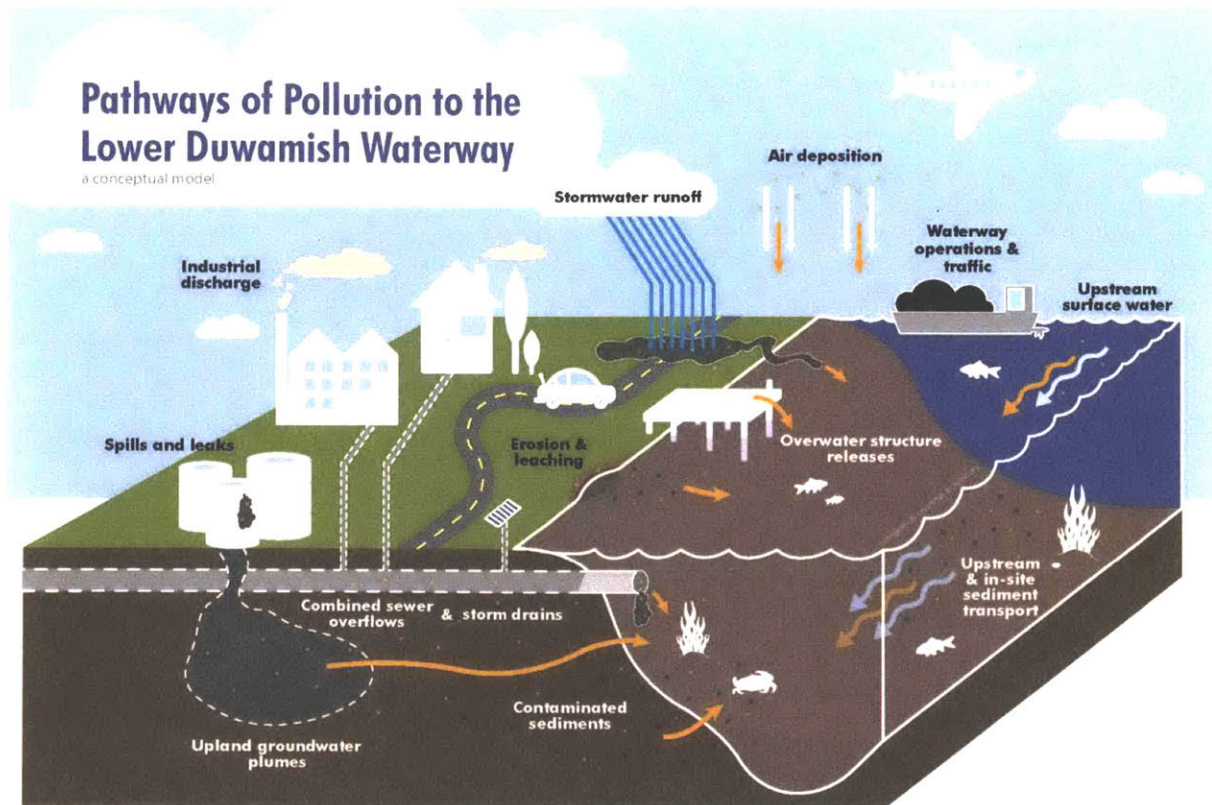 Pathways of Pollution to the
Lower Duwamish Waterway
a conceptual model
Air deposition
Stormwater runoff
Waterway
operations &
traffic
Industrial
discharge
Upstream
surface water
Spills and leaks
Erosion &
leaching
Overwater structure
releases
Upstream
& in-site
sediment
transport
Combined sewer
overflows
& storm drains
Contaminated
sediments
Upland groundwater
plumes